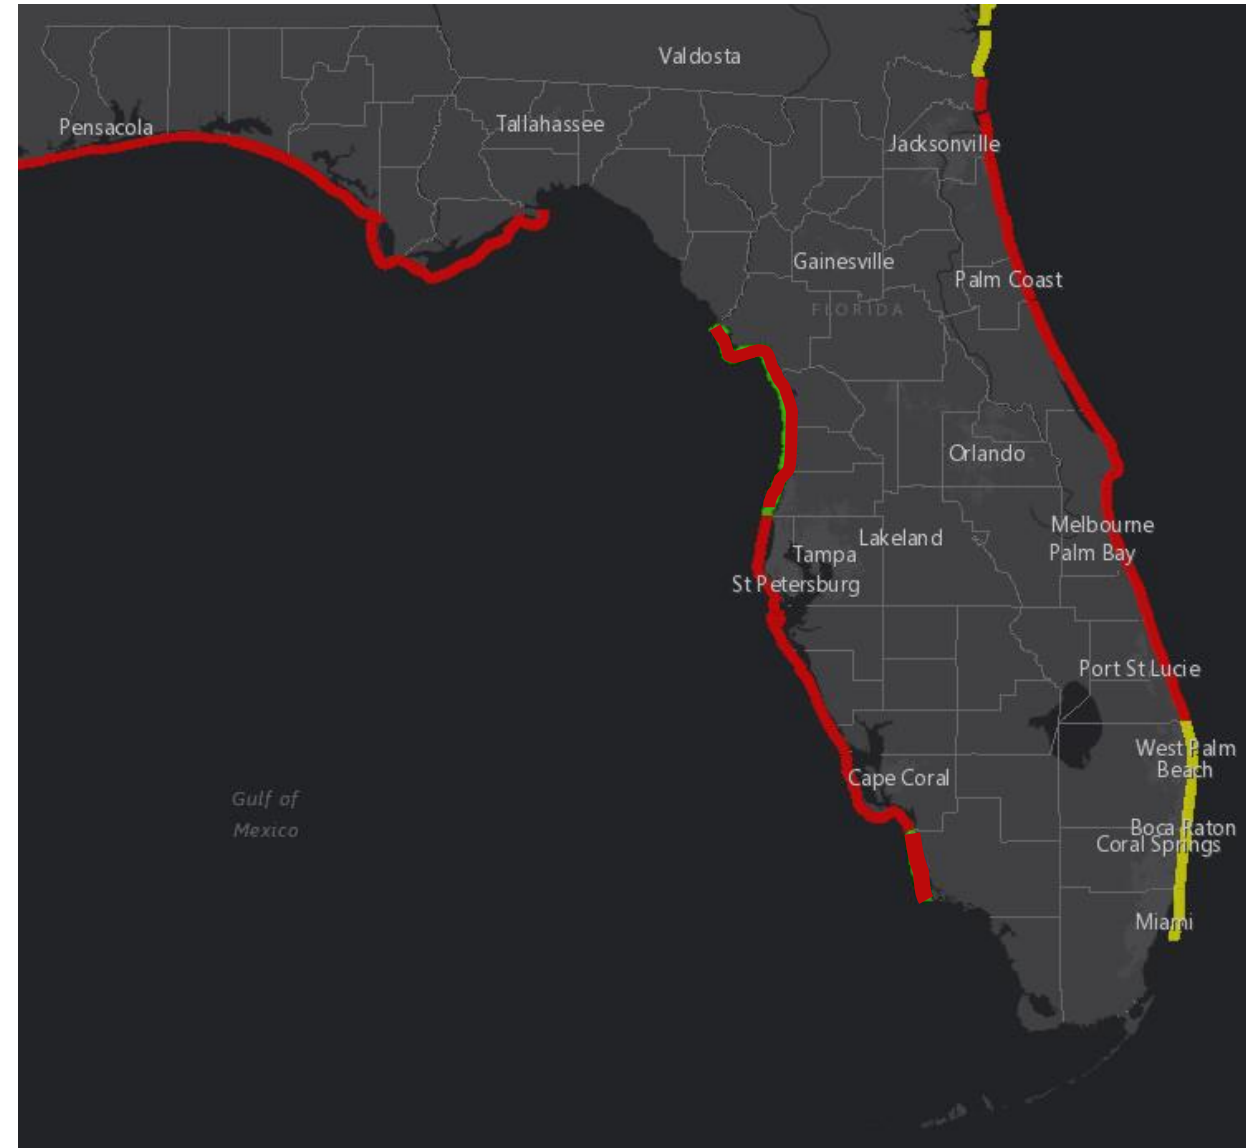 Valdosta
Pensacola
Tallahassee
Jacksonville
Gainesville
Palm Coast
FLORIDA
Orlando
Melbourne
Lakeland
Tampa
Palm Bay
St Petersburg
Port St Lucie
West Palm
Beach
Cape Coral
Gulf of
Mexico
Boca Raton
Coral Springs
Miami